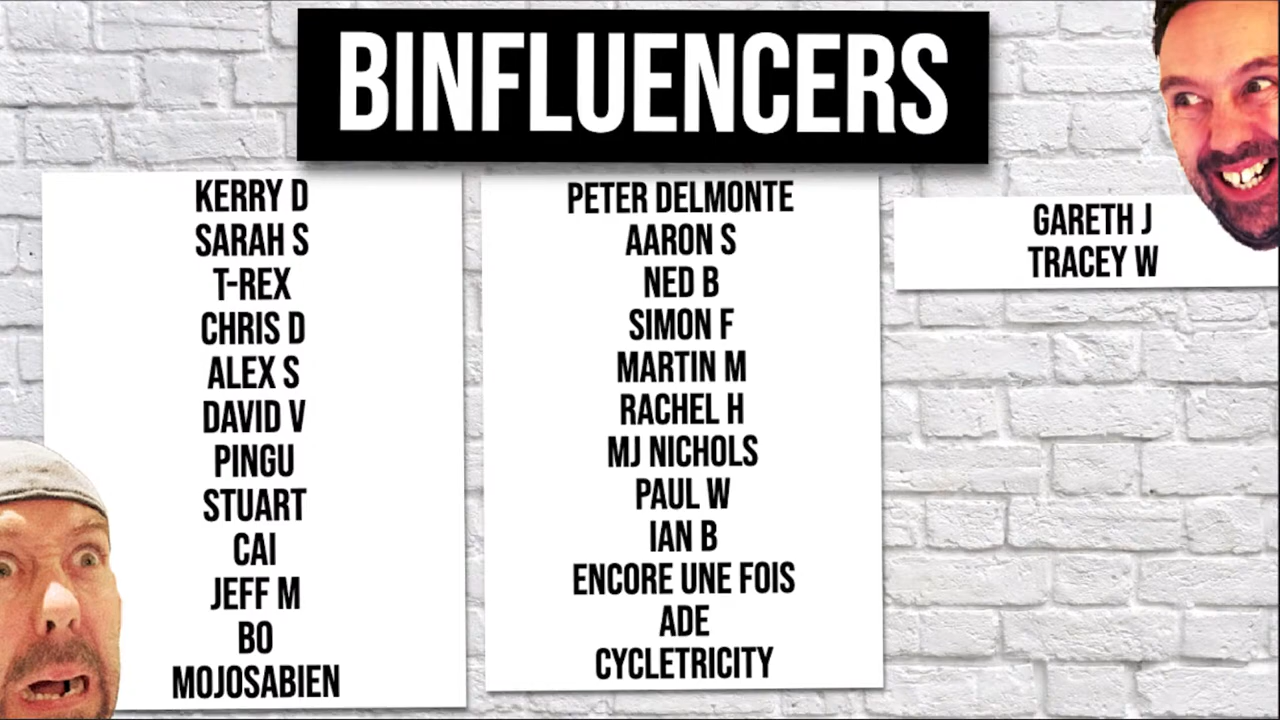 BINFLUENCERS
KERRY D
SARAH S
T-REX
CHRIS D
ALEX S
DAVID V
PINGU
STUART
CAI
JEFF M
BO
MOJOSABIEN
PETER DELMONTE
AARON S
NED B
SIMON F
MARTIN M
RACHEL H
MJ NICHOLS
PAUL W
IAN B
ENCORE UNE FOIS
ADE
CYCLETRICITY
GARETH J
TRACEY W